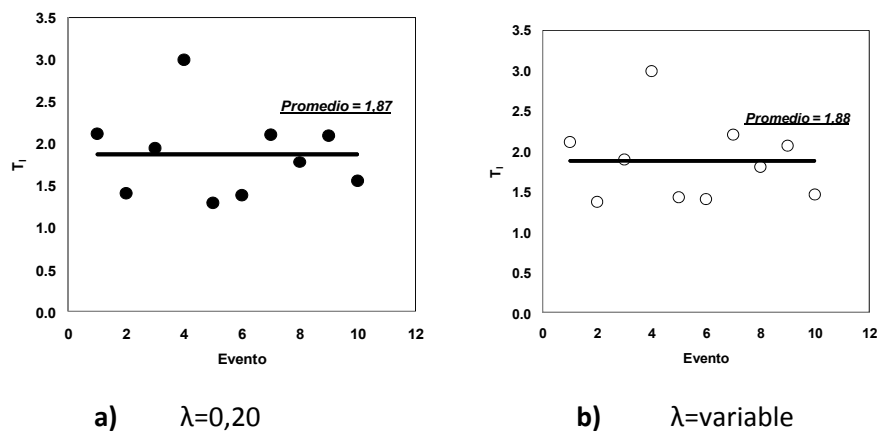 3.5
3.0
2.5
2.0
1.5
1.0
0.5
0.0
T_I
Promedio = 1.87
0 2 4 6 8 10 12
Evento
a) λ=0,20
3.5
3.0
2.5
2.0
1.5
1.0
0.5
0.0
T_I
Promedio = 1.88
0 2 4 6 8 10 12
Evento
b) λ=variable